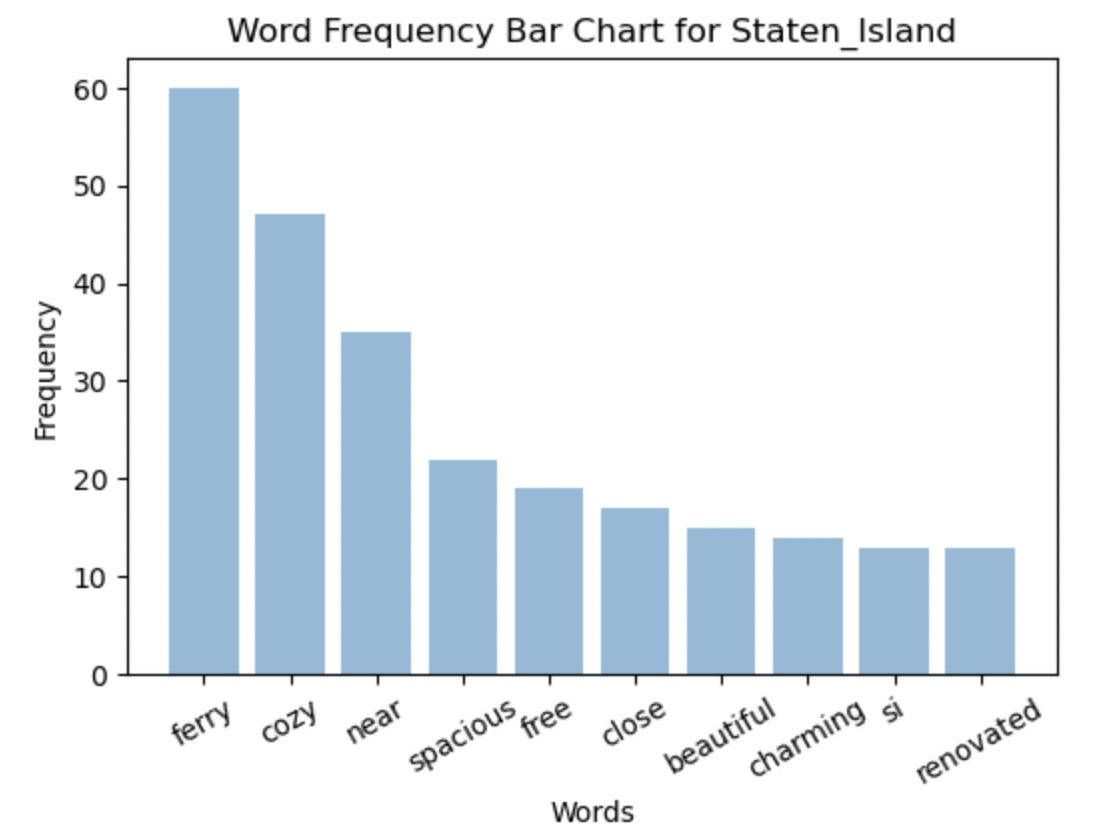 Word Frequency Bar Chart for Staten_Island
60
50
40
30
20
10
0
Frequency
ferry cozy near spacious free close beautiful charming si renovated
Words